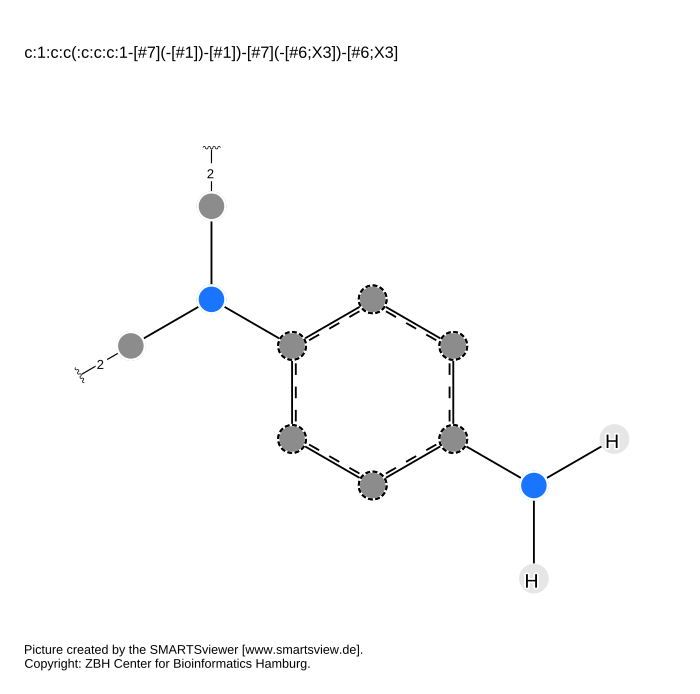 c:1:c:c(:c:c:c:1-[#7](-[#1])-[#1])-[#7](-[#6;X3])-[#6;X3]
2
2
H
H
Picture created by the SMARTSviewer [www.smartsview.de].
Copyright: ZBH Center for Bioinformatics Hamburg.